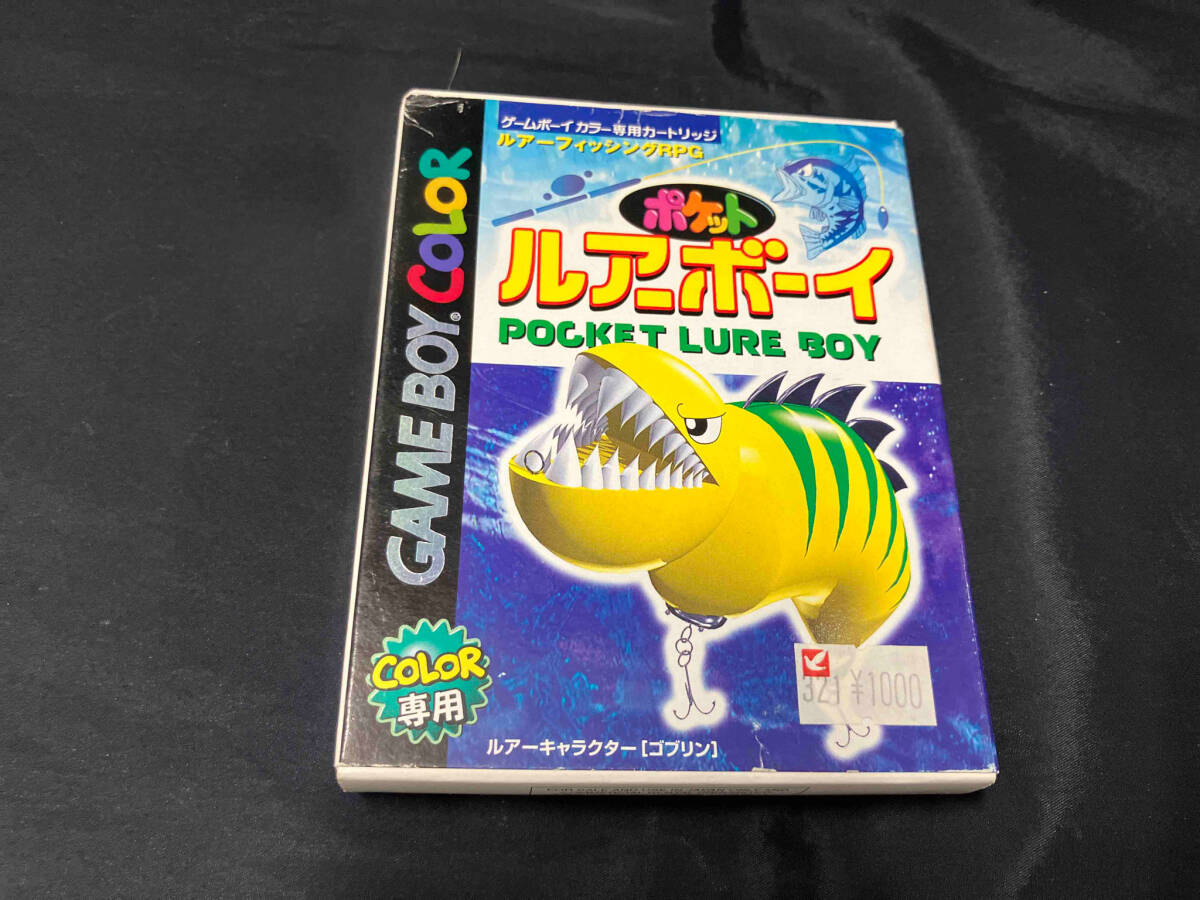 ゲームボーイカラー専用カートリッジ
ルアーフィッシングRPG
ポケット
ルアーボーイ
POCKET LURE BOY
GAME BOY COLOR
®
COLOR
専用
321 ¥1000
ルアーキャラクター[ゴブリン]